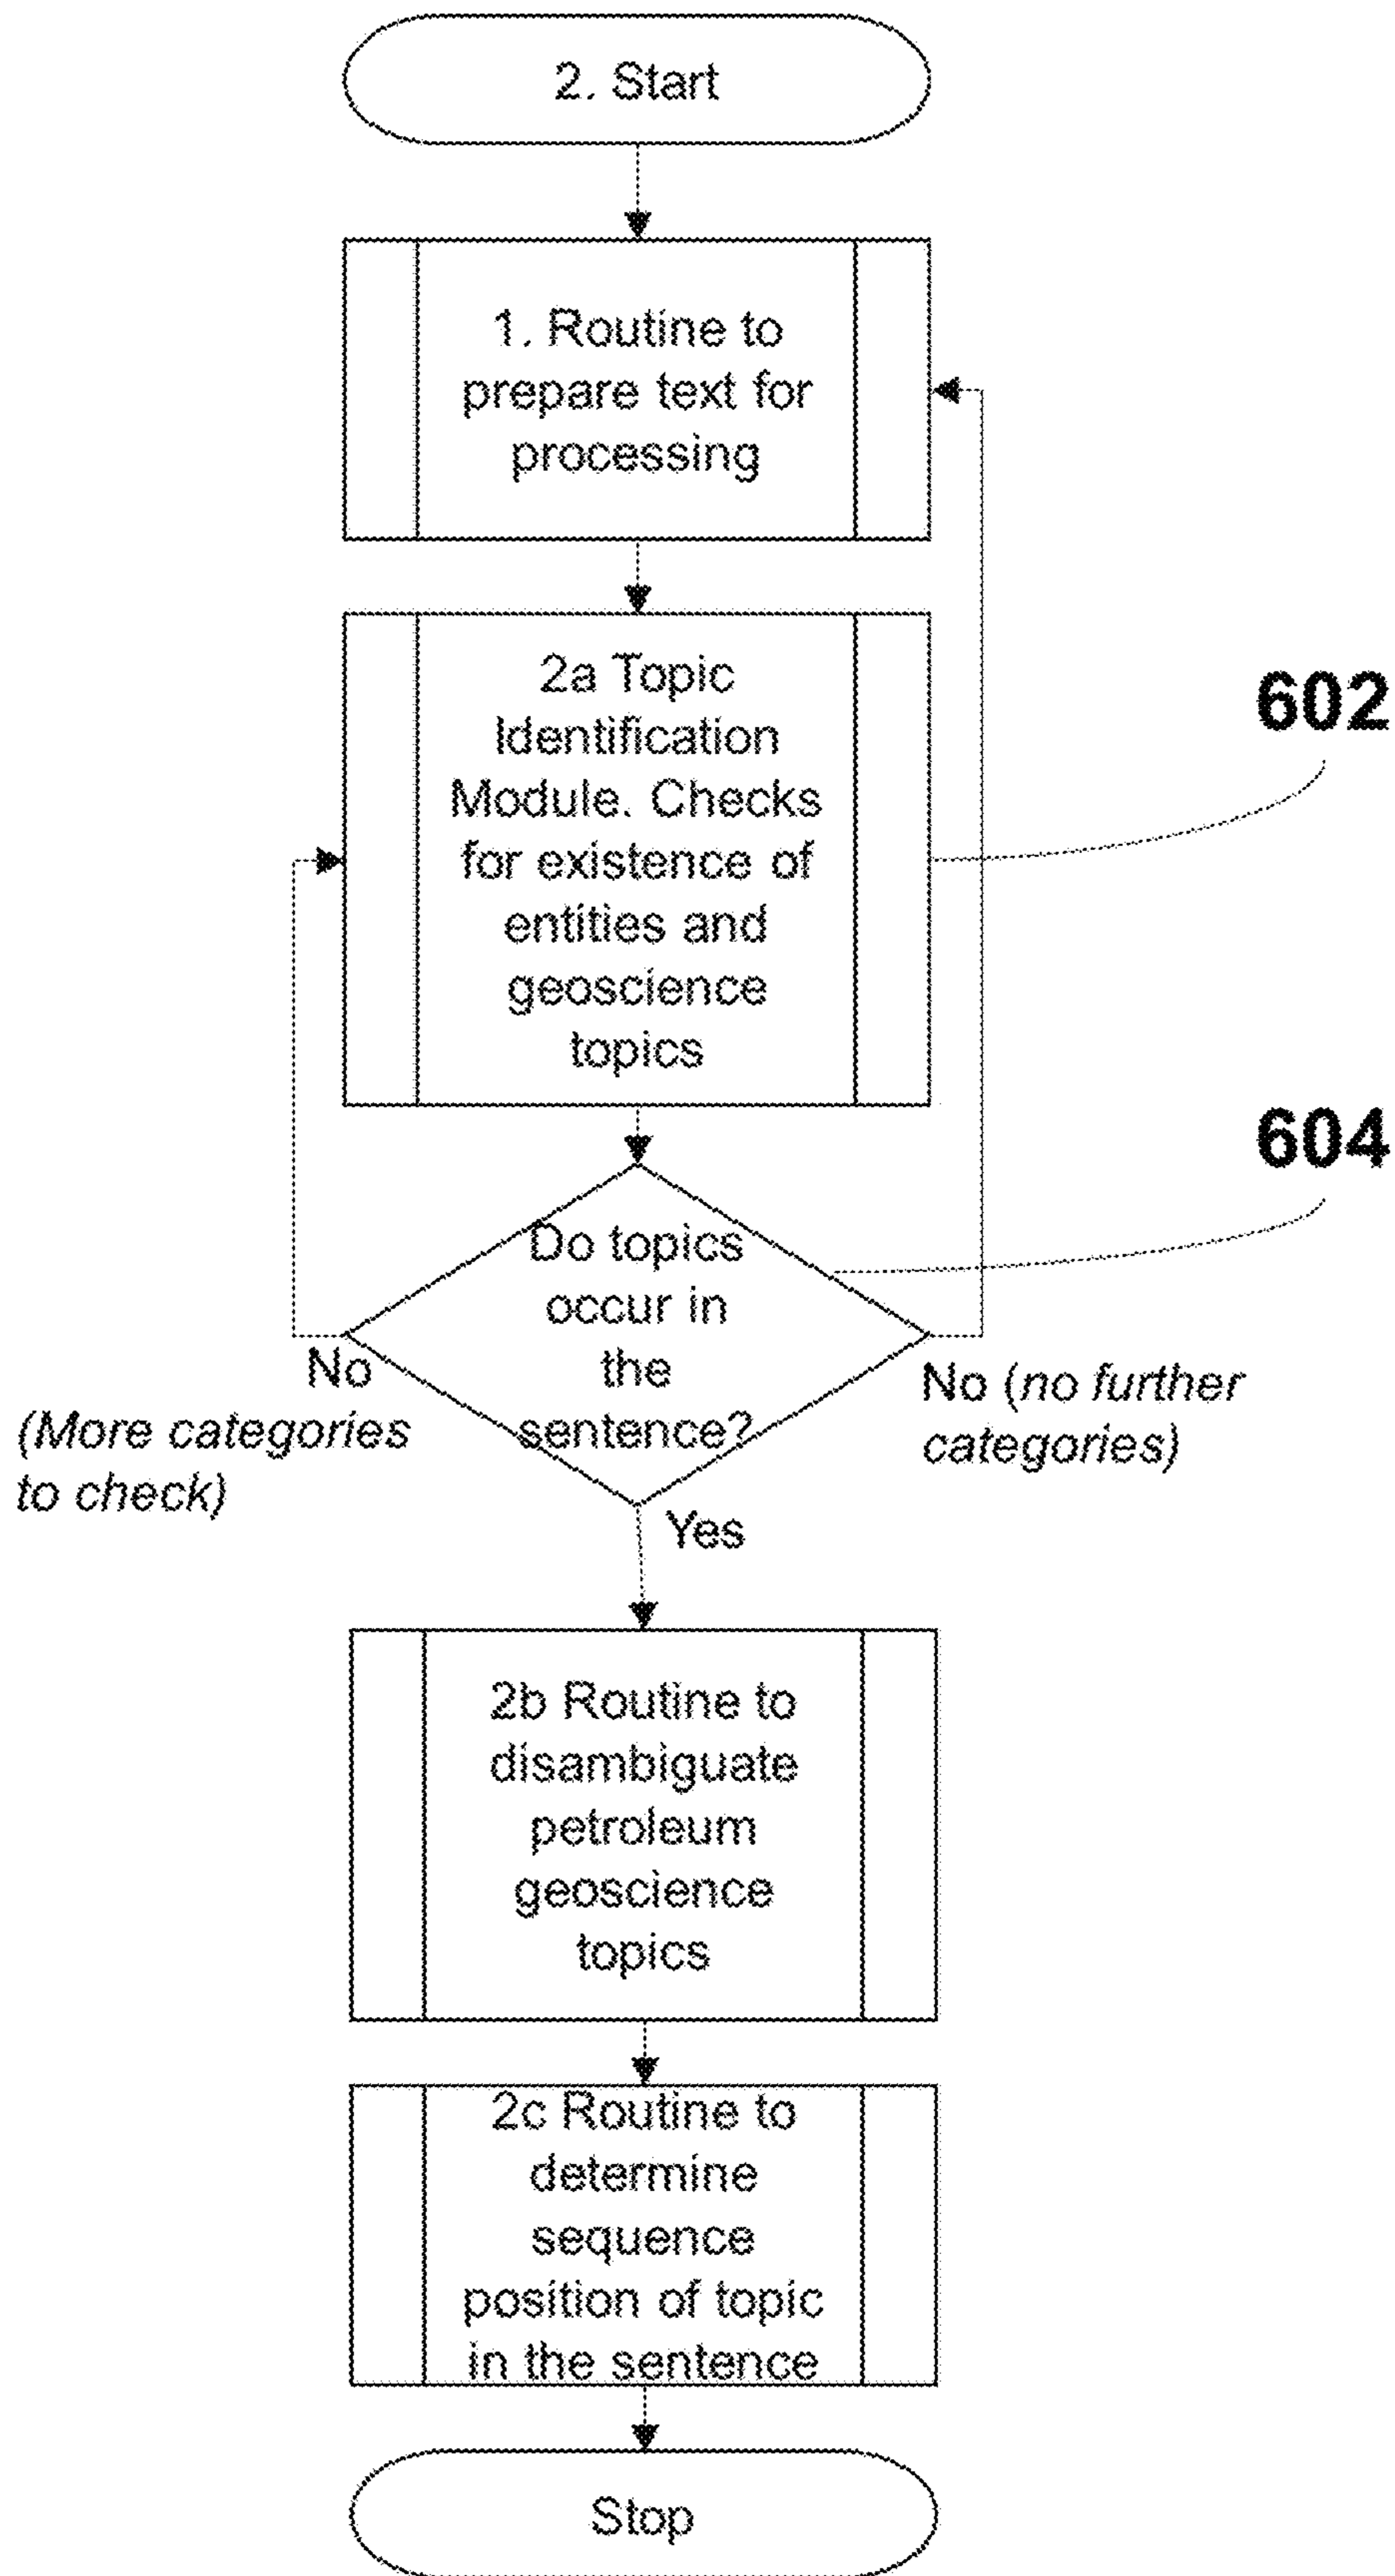 2. Start
1. Routine to
prepare text for
processing
2a Topic
Identification
Module. Checks
for existence of
entities and
geoscience
topics
602
604
Do topics
occur in
the
sentence?
No
(More categories
to check)
No (no further
categories)
Yes
2b Routine to
disambiguate
petroleum
geoscience
topics
2c Routine to
determine
sequence
position of topic
in the sentence
Stop